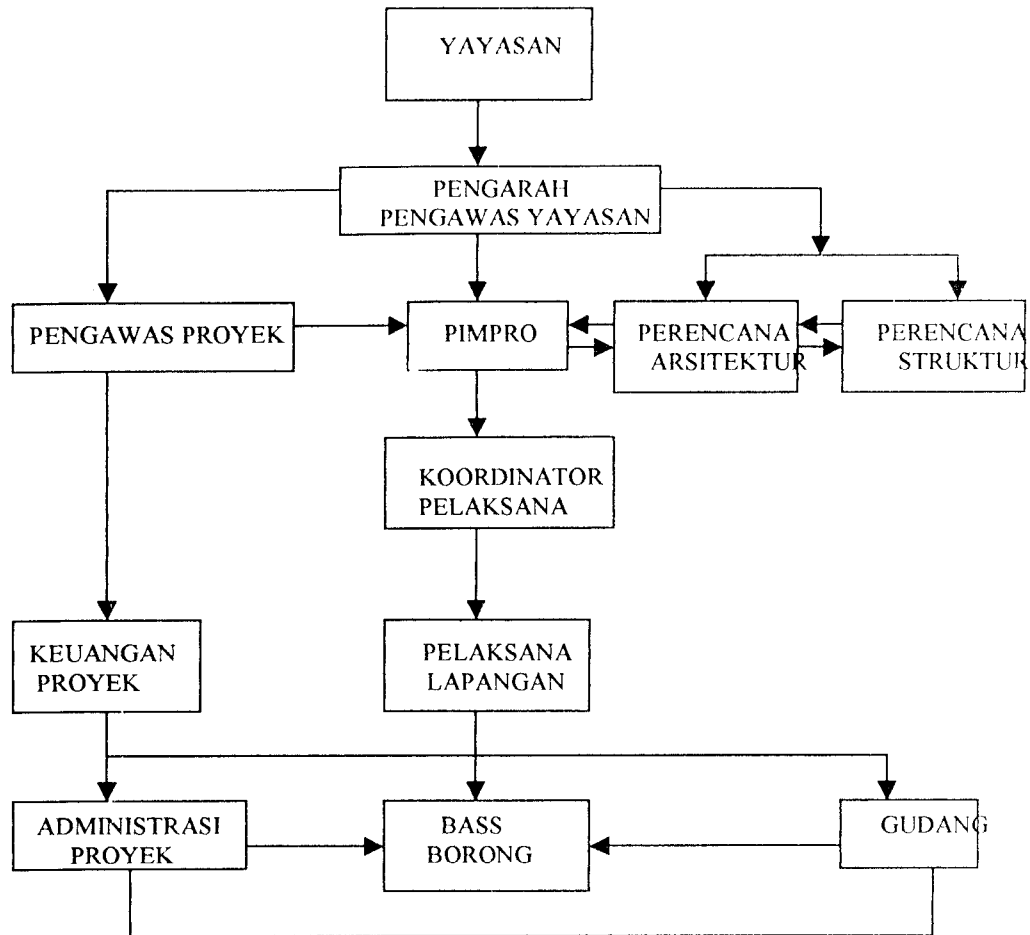 YAYASAN
PENGARAH
PENGAWAS YAYASAN
PENGAWAS PROYEK
PIMPRO
PERENCANA
ARSITEKTUR
PERENCANA
STRUKTUR
KOORDINATOR
PELAKSANA
KEUANGAN
PROYEK
PELAKSANA
LAPANGAN
ADMINISTRASI
PROYEK
BASS
BORONG
GUDANG